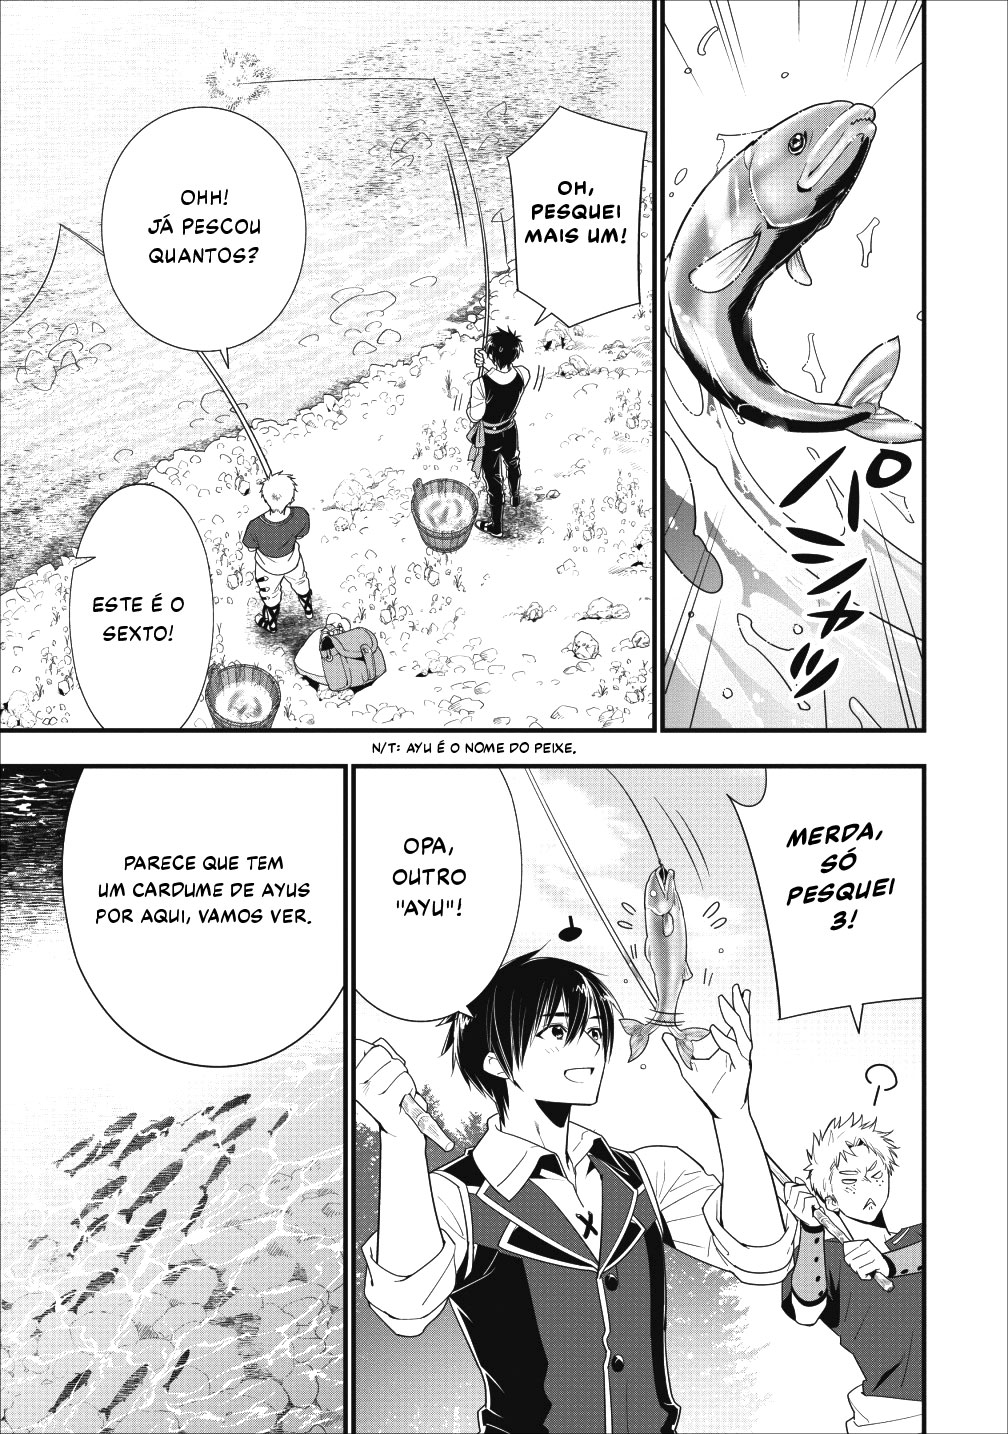 パシャッ
OH,
PESQUEI
MAIS UM!
OHH!
JÁ PESCOU
QUANTOS?
ESTE É O
SEXTO!
N/T: AYU É O NOME DO PEIXE.
MERDA,
SÓ
PESQUEI
3!
OPA,
OUTRO
"AYU"!
PARECE QUE TEM
UM CARDUME DE AYUS
POR AQUI, VAMOS VER.